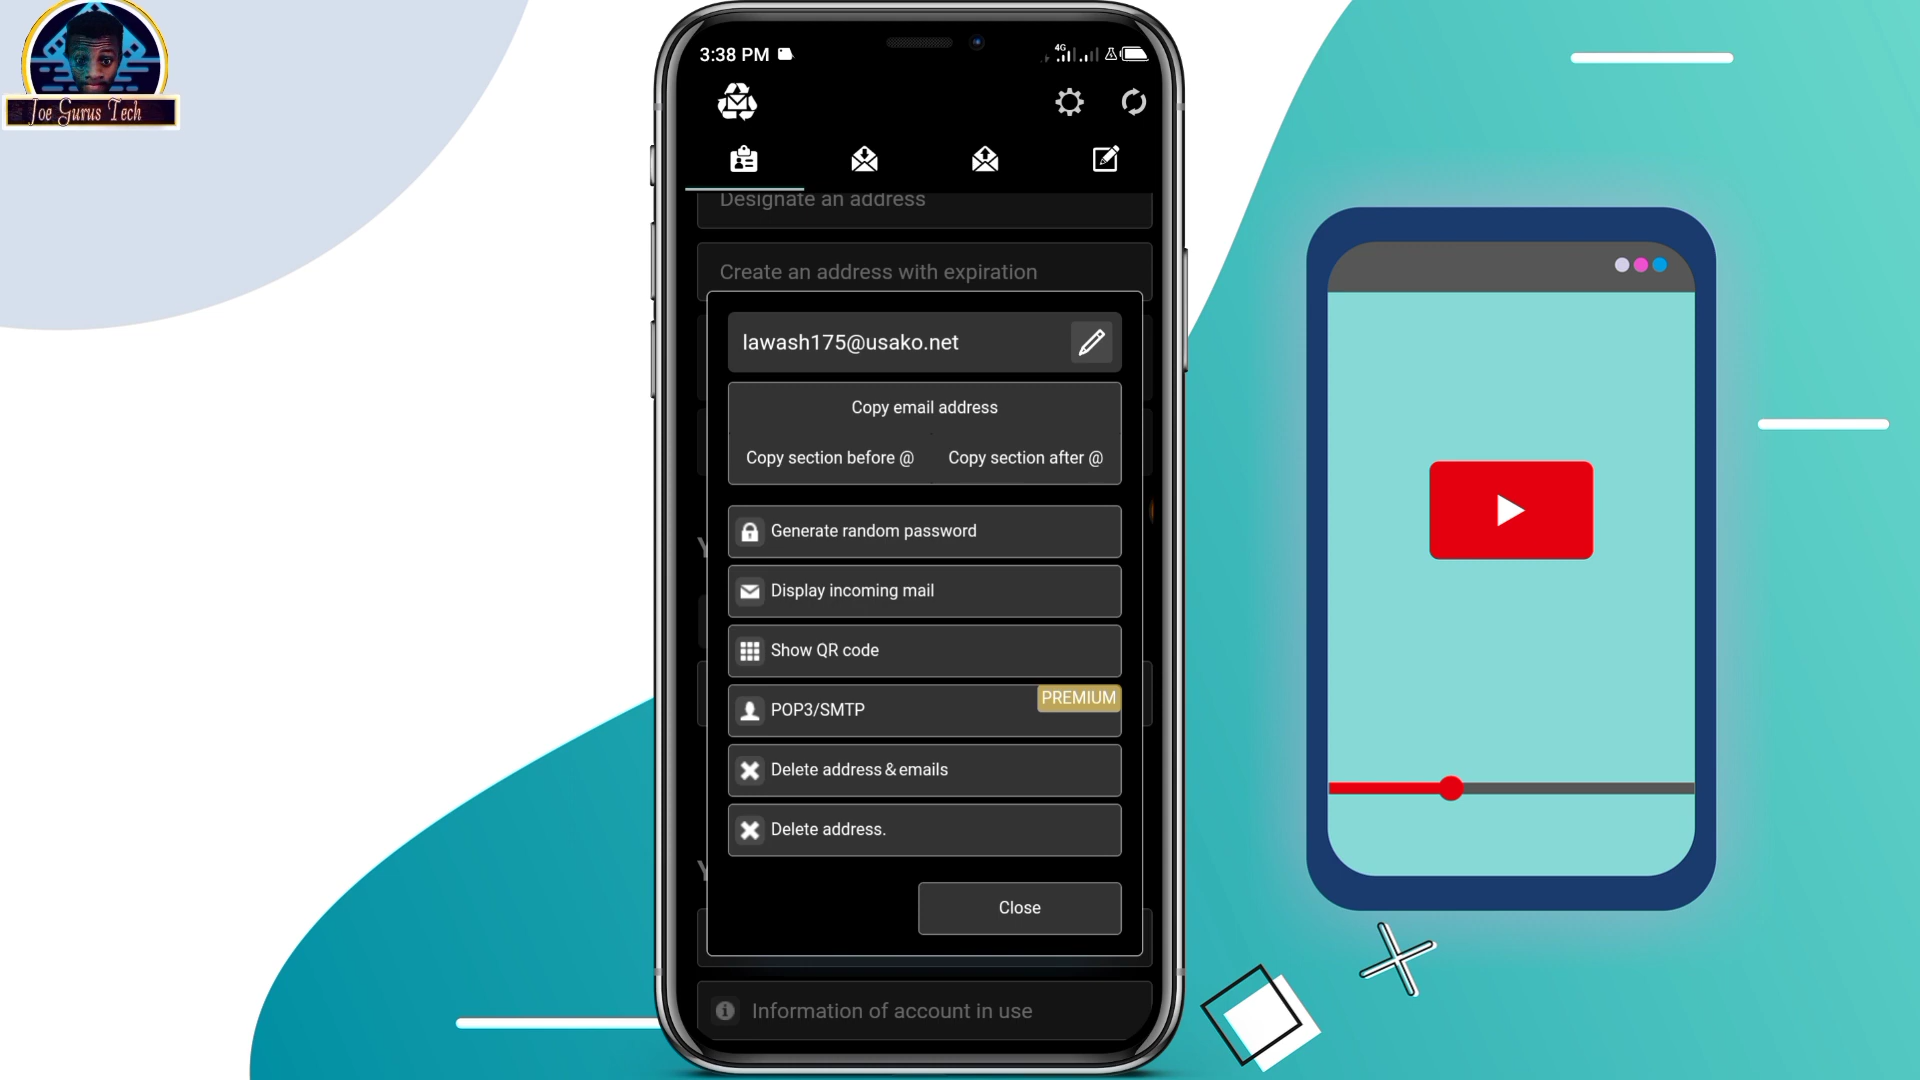 Joe Gurus Tech
3:38 PM
4G
Designate an address
Create an address with expiration
lawash175@usako.net
Copy email address
Copy section before @
Copy section after @
Generate random password
Display incoming mail
Show QR code
PREMIUM
POP3/SMTP
Delete address & emails
Delete address.
Close
Information of account in use